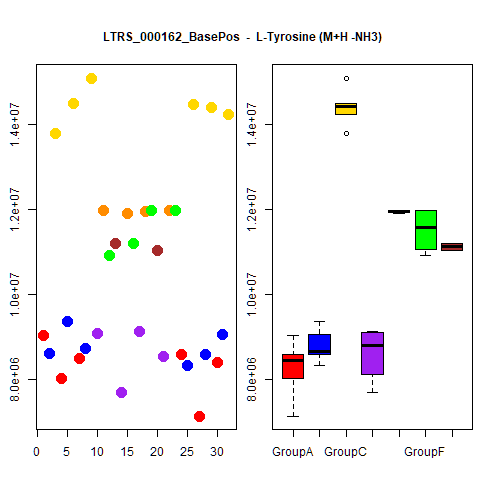 LTRS_000162_BasePos - L-Tyrosine (M+H -NH3)
1.4e+07
1.2e+07
1.0e+07
8.0e+06
0 5 10 15 20 25 30
1.4e+07
1.2e+07
1.0e+07
8.0e+06
GroupA GroupC GroupF